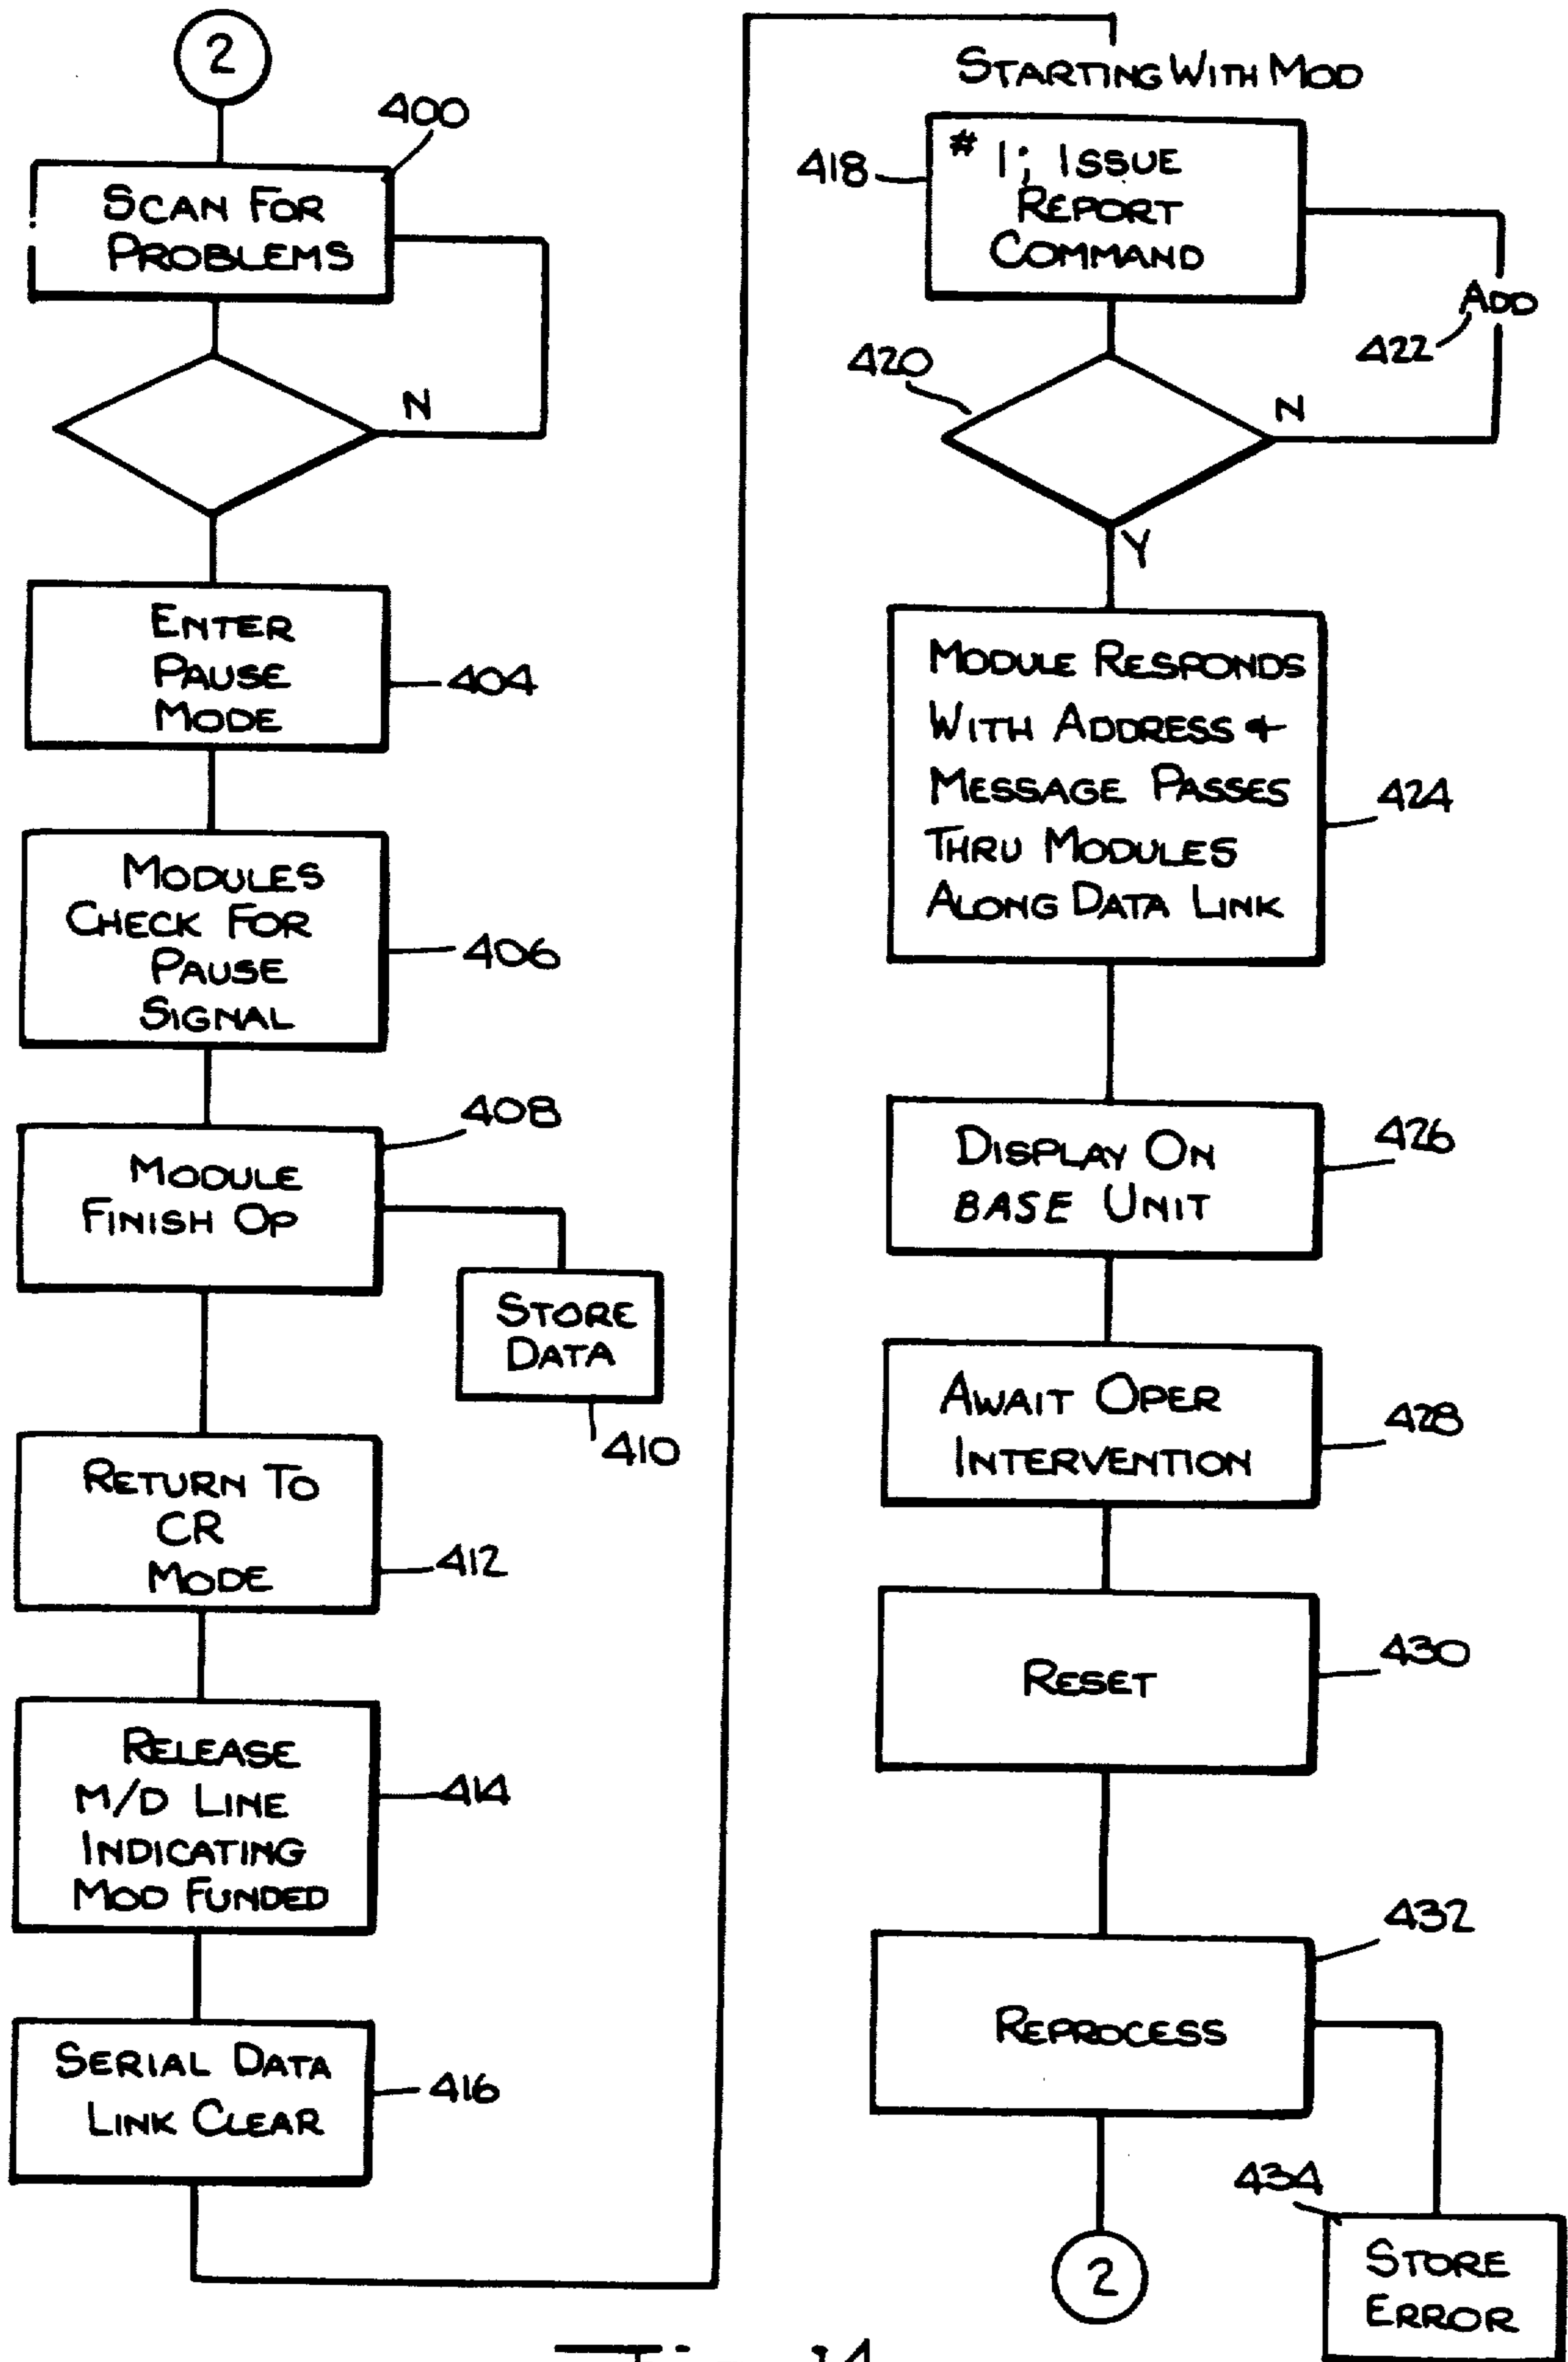 2
400
SCAN FOR
PROBLEMS
N
ENTER
PAUSE
MODE
404
MODULES
CHECK FOR
PAUSE
SIGNAL
406
408
MODULE
FINISH OP
STORE
DATA
410
RETURN TO
CR
MODE
412
RELEASE
M/D LINE
INDICATING
MOD FUNDED
414
SERIAL DATA
LINK CLEAR
416
STARTING WITH MOD
418
# 1; ISSUE
REPORT
COMMAND
ADD
422
420
N
Y
MODULE RESPONDS
WITH ADDRESS &
MESSAGE PASSES
THRU MODULES
ALONG DATA LINK
424
DISPLAY ON
BASE UNIT
426
AWAIT OPER
INTERVENTION
428
RESET
430
432
REPROCESS
434
STORE
ERROR
2